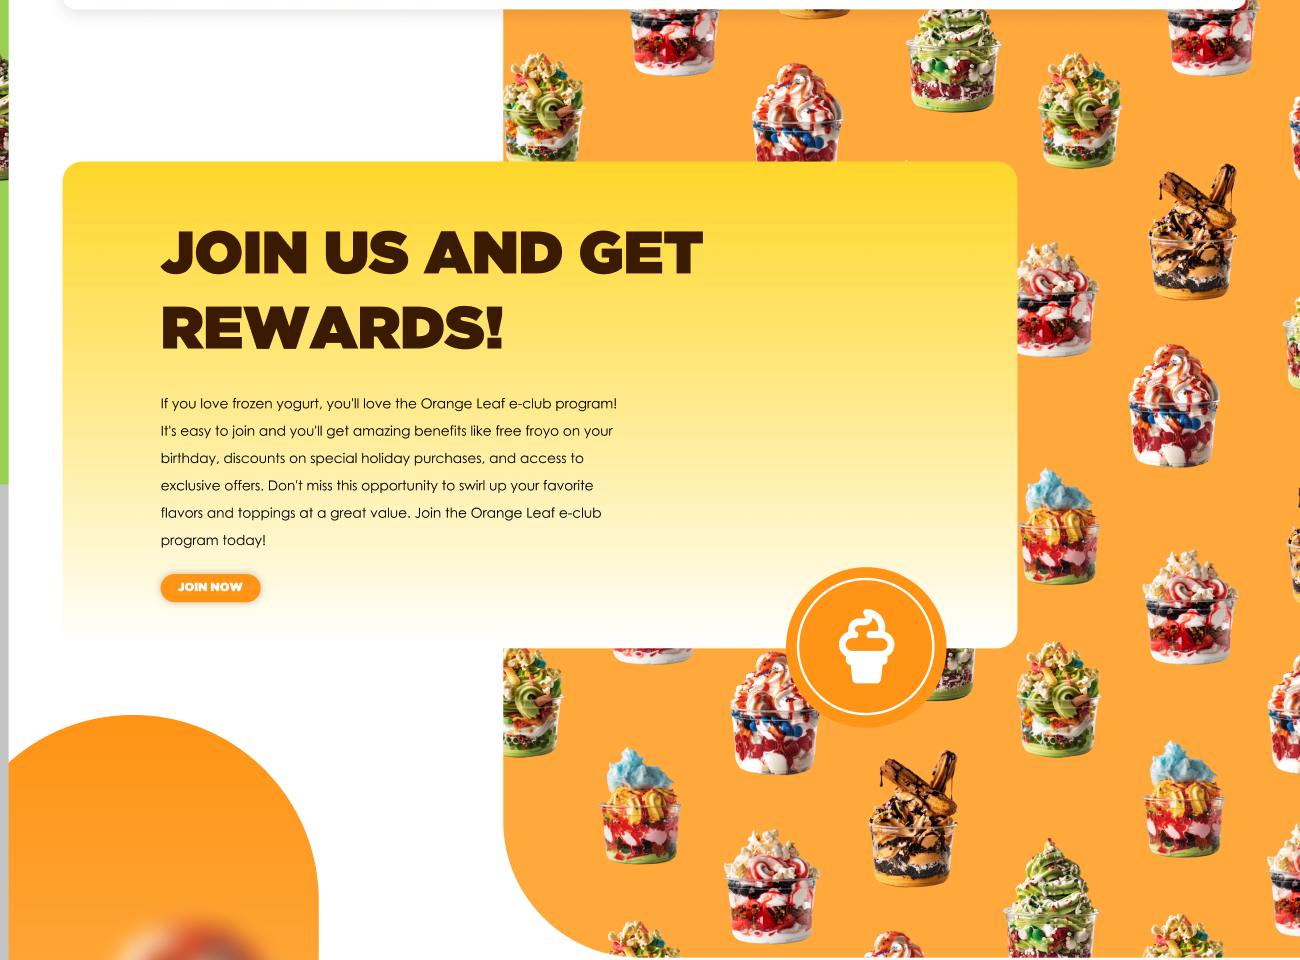 JOIN US AND GET
REWARDS!
If you love frozen yogurt, you'll love the Orange Leaf e-club program!
It's easy to join and you'll get amazing benefits like free froyo on your
birthday, discounts on special holiday purchases, and access to
exclusive offers. Don't miss this opportunity to swirl up your favorite
flavors and toppings at a great value. Join the Orange Leaf e-club
program today!
JOIN NOW